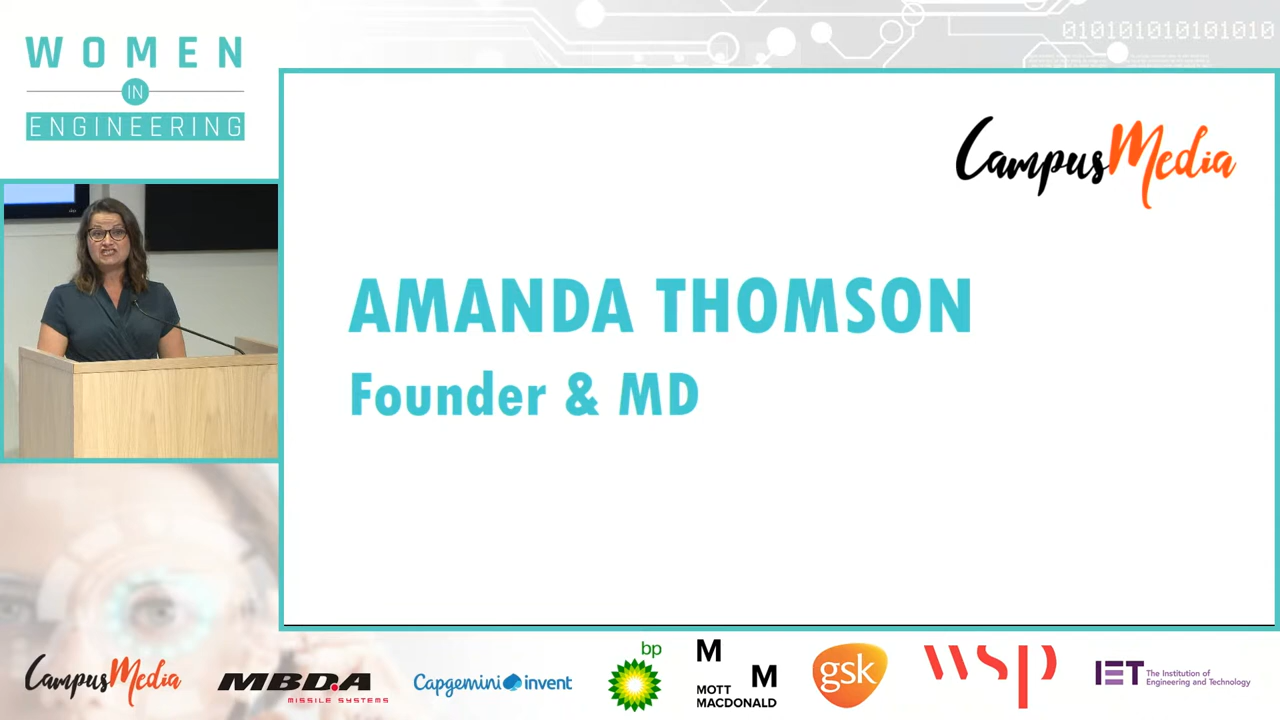 WOMEN
IN
ENGINEERING
010101010101010
CampusMedia
AMANDA THOMSON
Founder & MD
CampusMedia
MBDA
MISSILE SYSTEMS
Capgemini invent
bp
M
M
MOTT
MACDONALD
gsk
wsp
IET The Institution of
Engineering and Technology